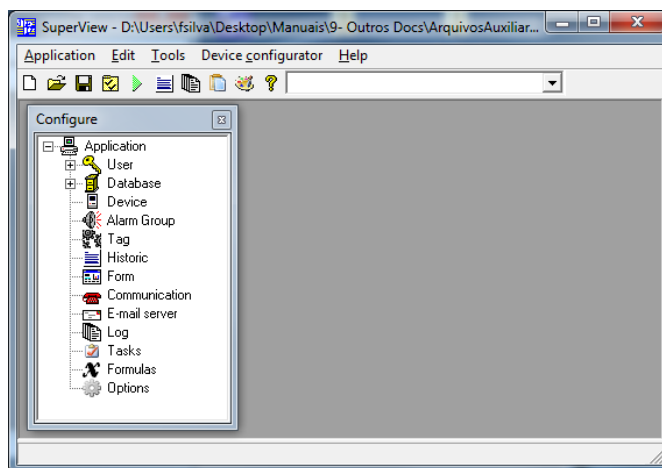 SuperView - D:\Users\fsilva\Desktop\Manuais\9- Outros Docs\ArquivosAuxiliar...
Application Edit Tools Device configurator Help
Configure
Application
User
Database
Device
Alarm Group
Tag
Historic
Form
Communication
E-mail server
Log
Tasks
Formulas
Options